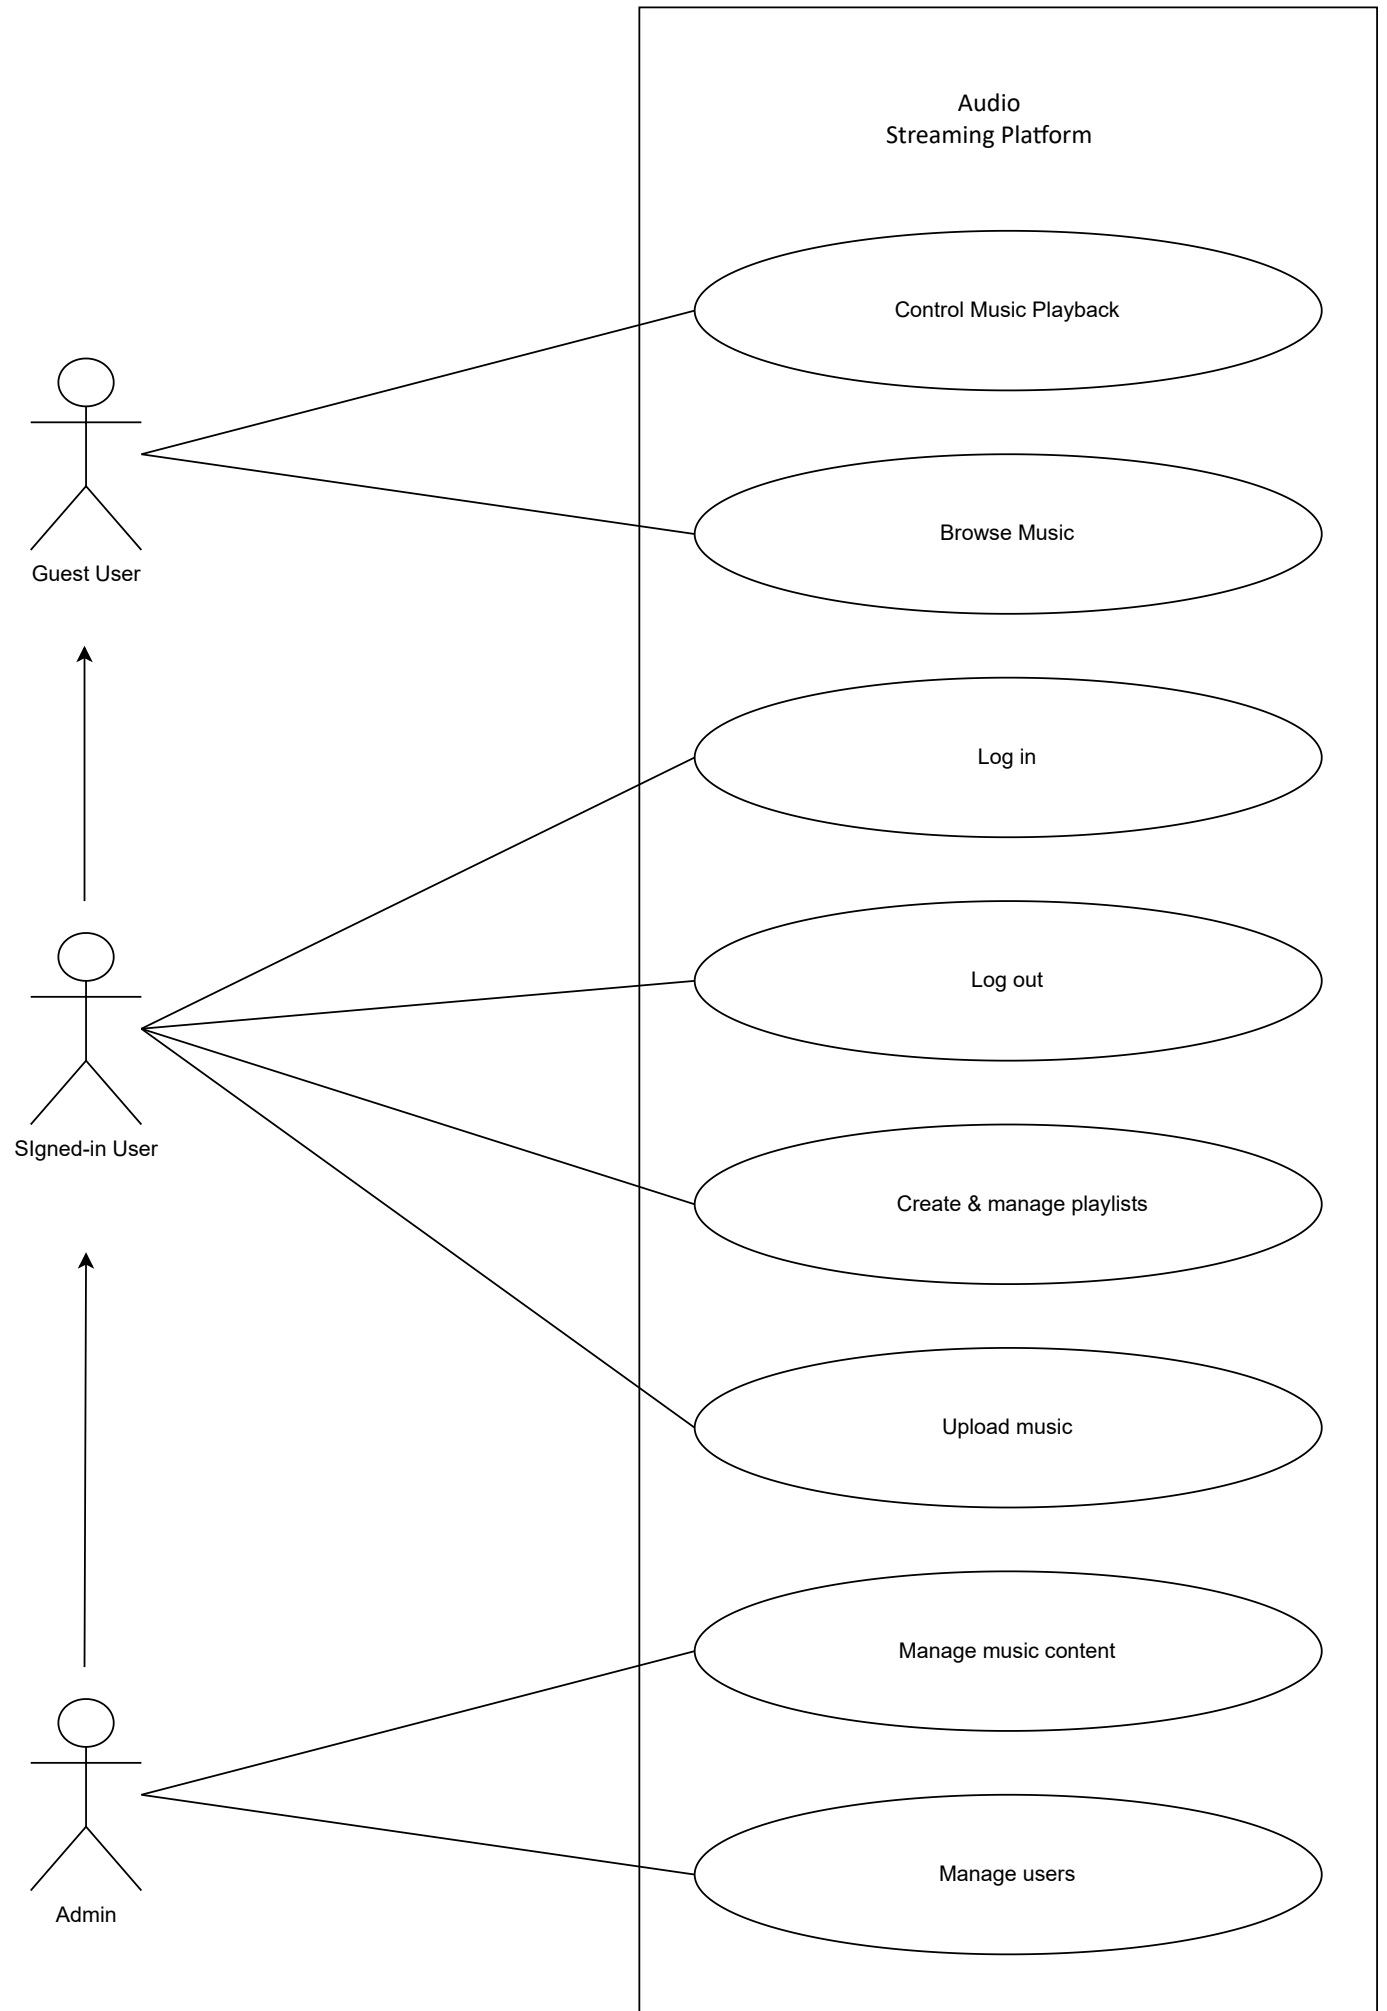 Audio
Streaming Platform
Control Music Playback
Browse Music
Guest User
Log in
Log out
SIgned-in User
Create & manage playlists
Upload music
Manage music content
Manage users
Admin